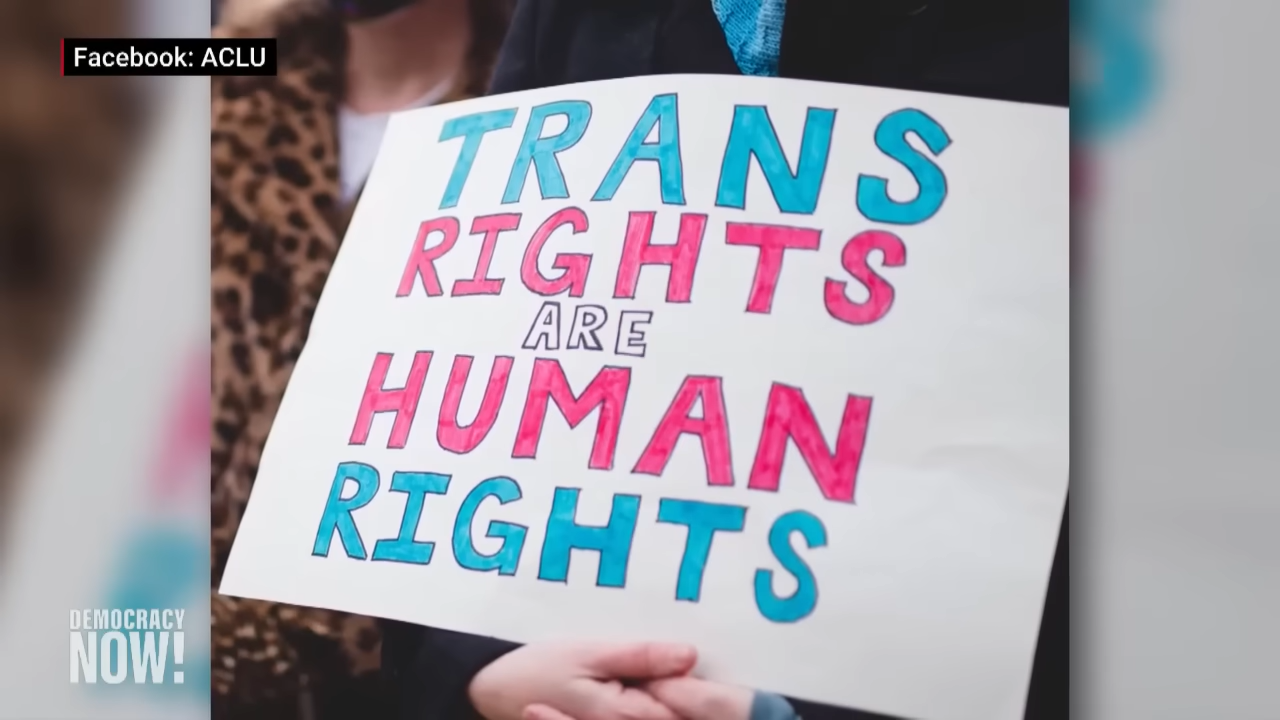 Facebook: ACLU
TRANS
RIGHTS
ARE
HUMAN
RIGHTS
DEMOCRACY
NOW!